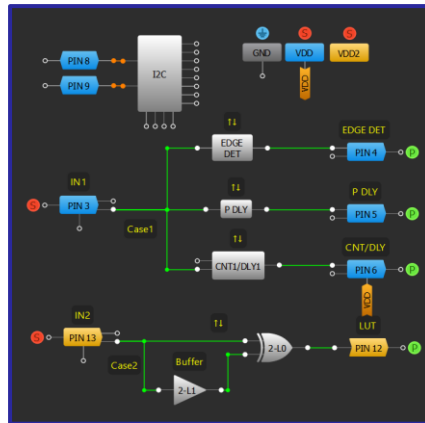 S
S
PIN 8
I2C
GND
VDD
VDD2
PIN 9
VDD
↑↓
EDGE DET
EDGE
DET
PIN 4
P
IN1
↑↓
P DLY
S
PIN 3
P DLY
PIN 5
P
Case1
↑↓
CNT/DLY
CNT1/DLY1
PIN 6
P
VDD
IN2
↑↓
LUT
S
PIN 13
2-L0
PIN 12
P
Case2
Buffer
2-L1